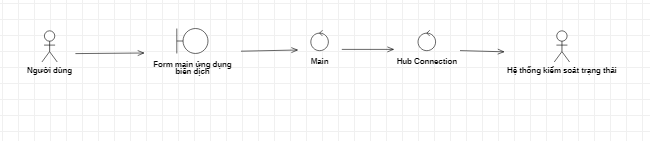 Người dùng
Form main ứng dụng
biên dịch
Main
Hub Connection
Hệ thống kiểm soát trạng thái